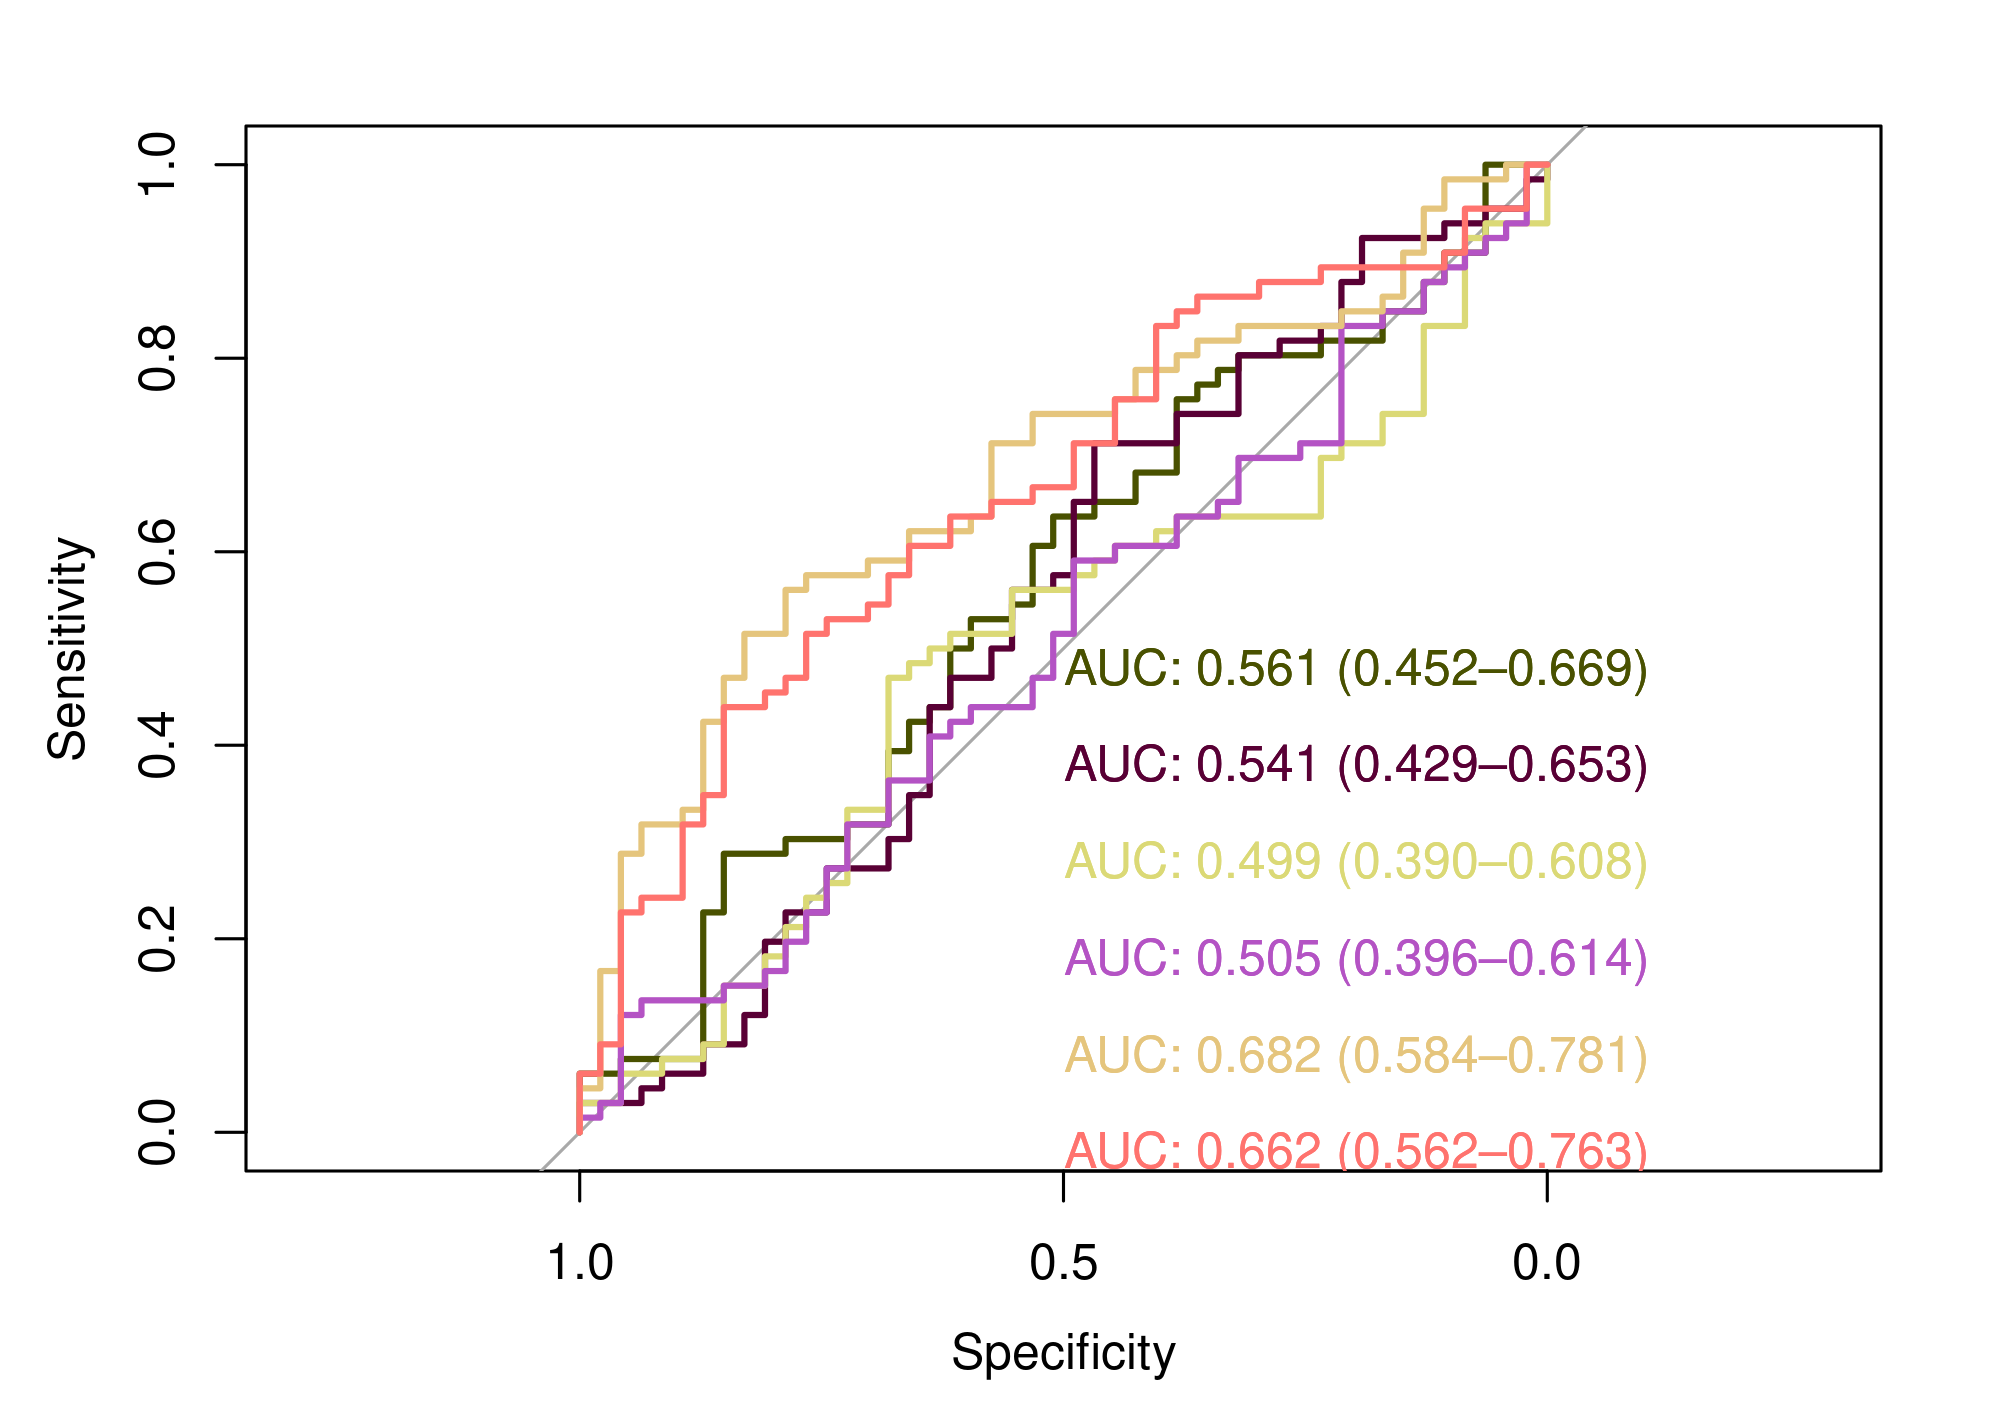 1.0
0.8
0.6
0.4
0.2
0.0
Sensitivity
AUC: 0.561 (0.452–0.669)
AUC: 0.541 (0.429–0.653)
AUC: 0.499 (0.390–0.608)
AUC: 0.505 (0.396–0.614)
AUC: 0.682 (0.584–0.781)
AUC: 0.662 (0.562–0.763)
1.0 0.5 0.0
Specificity